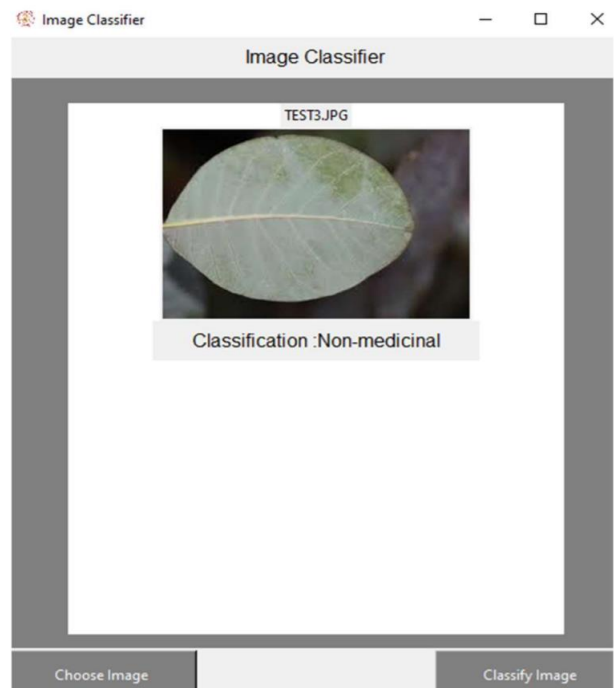 Image Classifier
Image Classifier
TEST3.JPG
Classification :Non-medicinal
Choose Image
Classify Image